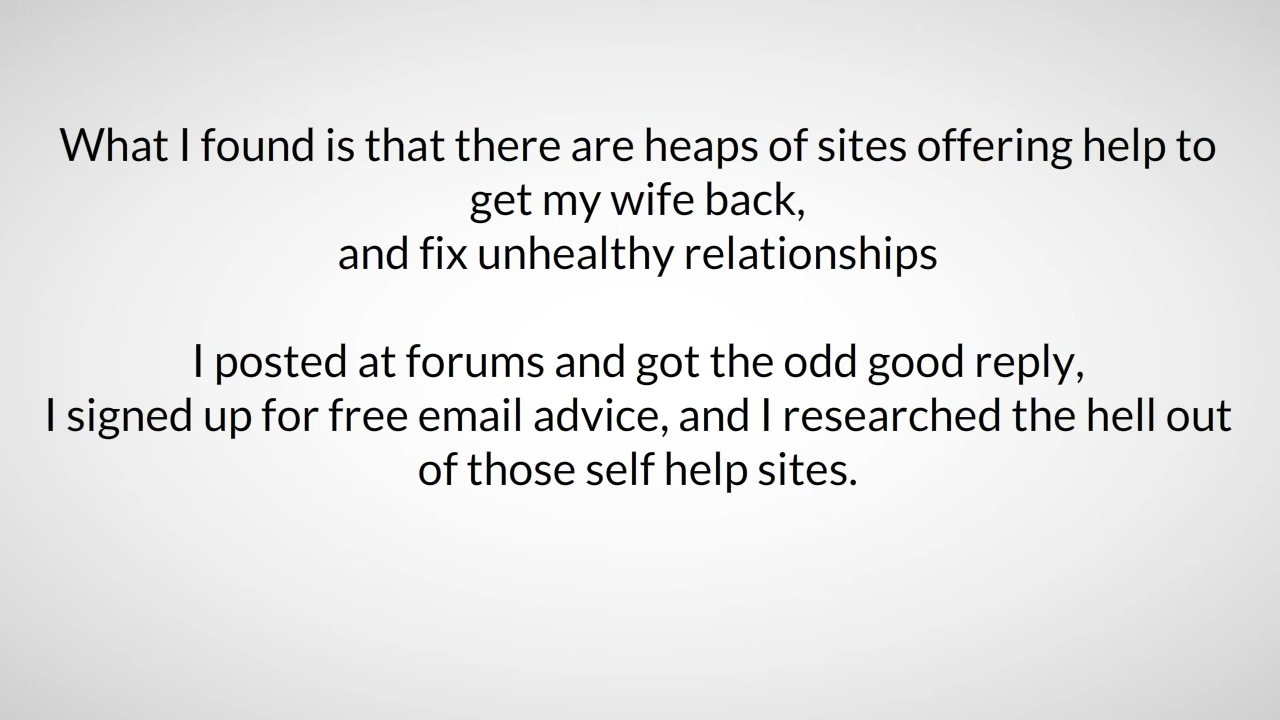 What I found is that there are heaps of sites offering help to
get my wife back,
and fix unhealthy relationships
I posted at forums and got the odd good reply,
I signed up for free email advice, and I researched the hell out
of those self help sites.